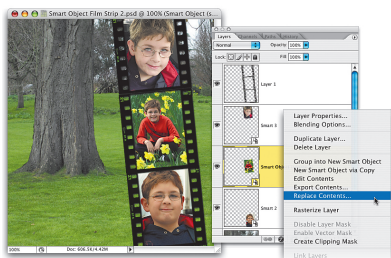 Smart Object Film Strip 2.psd @ 100% (Smart Object (s...
Layers
Normal
Opacity: 100%
Lock:
Fill: 100%
Layer 1
Smart 3
Smart Obj
Smart 2
Layer Properties...
Blending Options...
Duplicate Layer...
Delete Layer
Group into New Smart Object
New Smart Object via Copy
Edit Contents
Export Contents...
Replace Contents...
Rasterize Layer
Disable Layer Mask
Enable Vector Mask
Create Clipping Mask
Link Layers
100%
Doc: 606.5K/4.42M